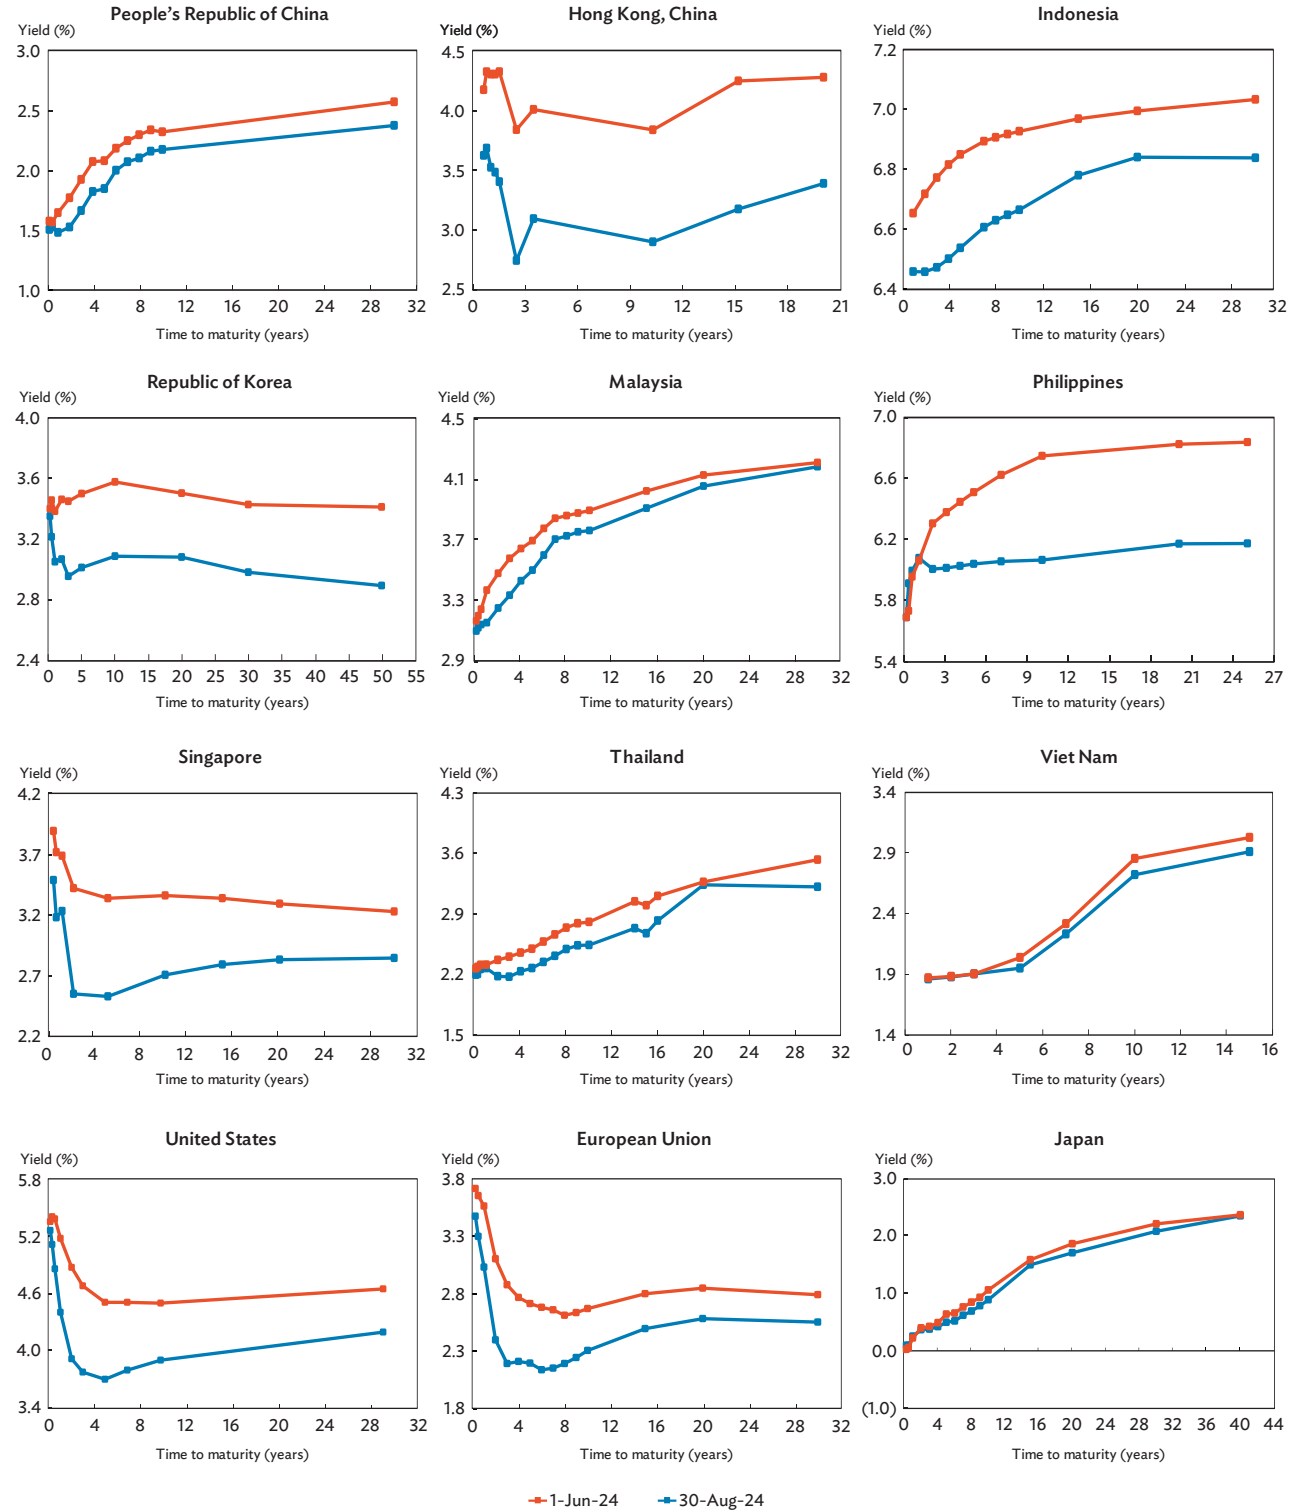 People's Republic of China
Yield (%)
3.0
2.5
2.0
1.5
1.0
0 4 8 12 16 20 24 28 32
Time to maturity (years)
Hong Kong, China
Yield (%)
4.5
4.0
3.5
3.0
2.5
0 3 6 9 12 15 18 21
Time to maturity (years)
Indonesia
Yield (%)
7.2
7.0
6.8
6.6
6.4
0 4 8 12 16 20 24 28 32
Time to maturity (years)
Republic of Korea
Yield (%)
4.0
3.6
3.2
2.8
2.4
0 5 10 15 20 25 30 35 40 45 50 55
Time to maturity (years)
Malaysia
Yield (%)
4.5
4.1
3.7
3.3
2.9
0 4 8 12 16 20 24 28 32
Time to maturity (years)
Philippines
Yield (%)
7.0
6.6
6.2
5.8
5.4
0 3 6 9 12 15 18 21 24 27
Time to maturity (years)
Singapore
Yield (%)
4.2
3.7
3.2
2.7
2.2
0 4 8 12 16 20 24 28 32
Time to maturity (years)
Thailand
Yield (%)
4.3
3.6
2.9
2.2
1.5
0 4 8 12 16 20 24 28 32
Time to maturity (years)
Viet Nam
Yield (%)
3.4
2.9
2.4
1.9
1.4
0 2 4 6 8 10 12 14 16
Time to maturity (years)
United States
Yield (%)
5.8
5.2
4.6
4.0
3.4
0 4 8 12 16 20 24 28 32
Time to maturity (years)
European Union
Yield (%)
3.8
3.3
2.8
2.3
1.8
0 4 8 12 16 20 24 28 32
Time to maturity (years)
Japan
Yield (%)
3.0
2.0
1.0
0.0
(1.0)
0 4 8 12 16 20 24 28 32 36 40 44
Time to maturity (years)
1-Jun-24 30-Aug-24